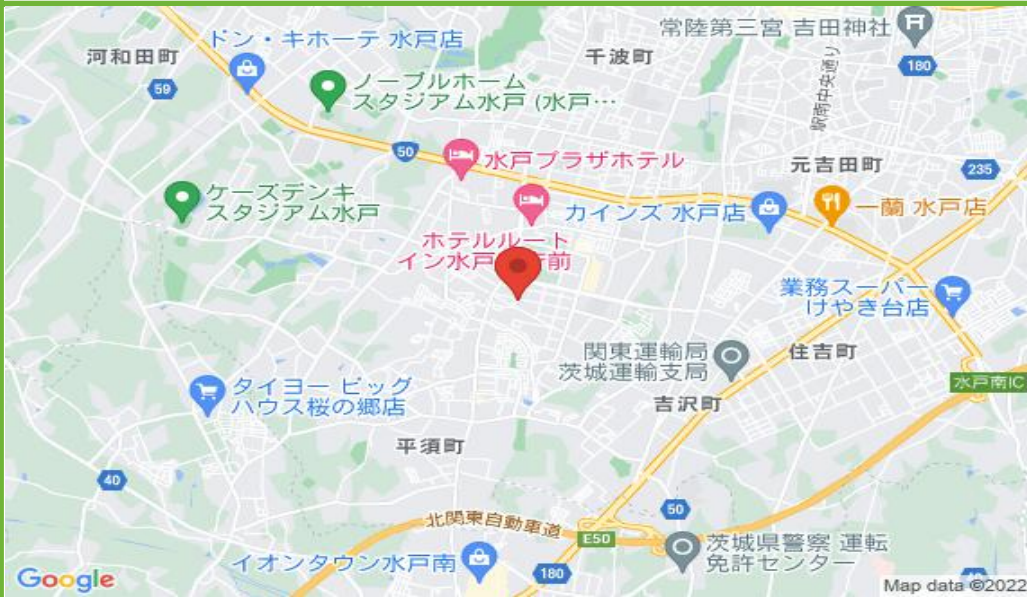 常陸第三宮 吉田神社
ドン・キホーテ 水戸店
千波町
河和田町
180
59
ノーブルホーム
スタジアム水戸 (水戸…
駅南中央通り
50
水戸プラザホテル
元吉田町
235
ケーズデンキ
スタジアム水戸
カインズ 水戸店
一蘭 水戸店
ホテルルート
イン水戸
前
業務スーパー
けやき台店
関東運輸局
茨城運輸支局
住吉町
水戸南IC
タイヨー ビッグ
ハウス桜の郷店
吉沢町
平須町
40
50
北関東自動車道
E50
茨城県警察 運転
免許センター
イオンタウン水戸南
180
Google
Map data ©2022